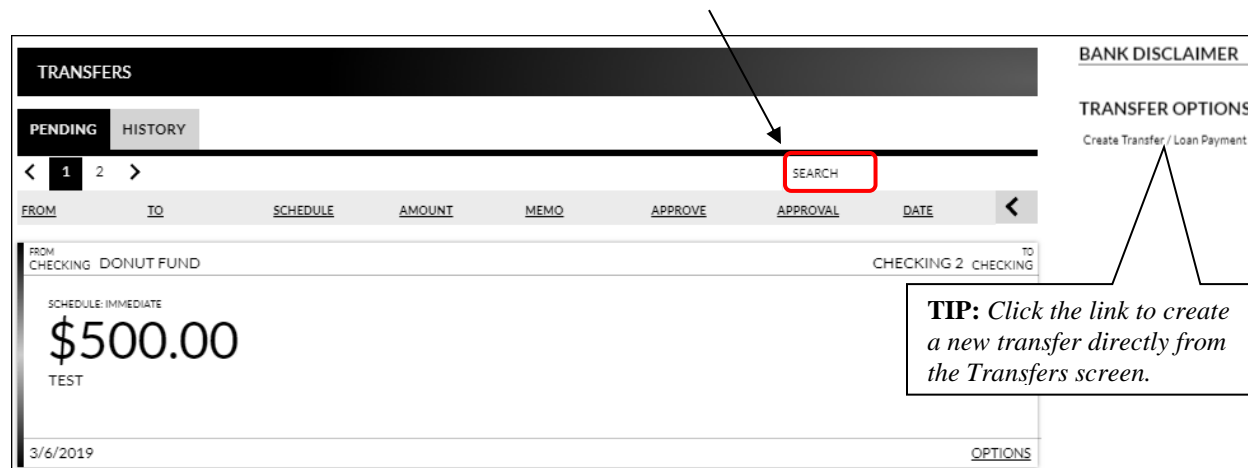 TRANSFERS
PENDING HISTORY
1 2
SEARCH
FROM TO SCHEDULE AMOUNT MEMO APPROVE APPROVAL DATE
FROM
CHECKING DONUT FUND
TO
CHECKING 2 CHECKING
SCHEDULE: IMMEDIATE
$500.00
TEST
3/6/2019 OPTIONS
BANK DISCLAIMER
TRANSFER OPTIONS
Create Transfer / Loan Payment
TIP: Click the link to create
a new transfer directly from
the Transfers screen.